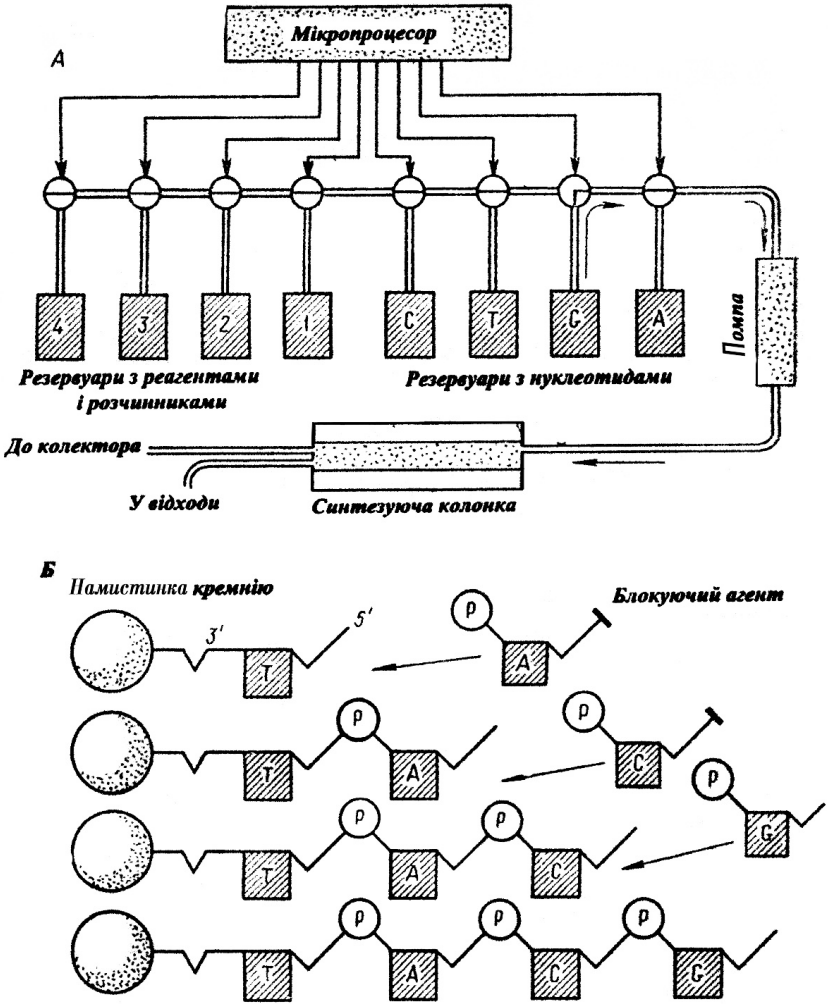 Мікропроцесор
А
4 3 2 1 C T G A
Помпа
Резервуари з реагентами
і розчинниками
Резервуари з нуклеотидами
До колектора
У відходи
Синтезуюча колонка
Б
Памистинка кремнію
Блокуючий агент
3' 5' P
T A
P P
T A C
P P P
T A C G
P P P
T A C G